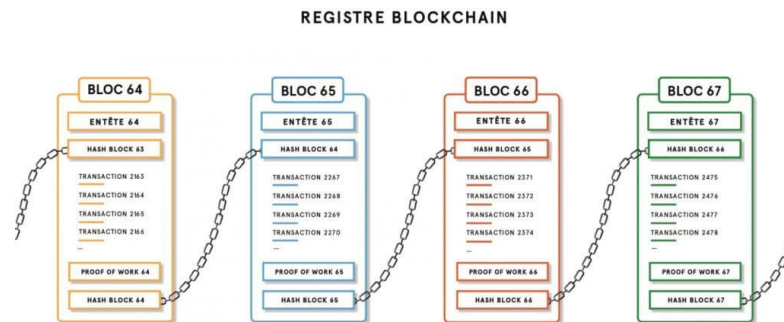 REGISTRE BLOCKCHAIN
BLOC 64
ENTÊTE 64
HASH BLOCK 63
TRANSACTION 2163
TRANSACTION 2164
TRANSACTION 2165
TRANSACTION 2166
...
PROOF OF WORK 64
HASH BLOCK 64
BLOC 65
ENTÊTE 65
HASH BLOCK 64
TRANSACTION 2267
TRANSACTION 2268
TRANSACTION 2269
TRANSACTION 2270
...
PROOF OF WORK 65
HASH BLOCK 65
BLOC 66
ENTÊTE 66
HASH BLOCK 65
TRANSACTION 2371
TRANSACTION 2372
TRANSACTION 2373
TRANSACTION 2374
...
PROOF OF WORK 66
HASH BLOCK 66
BLOC 67
ENTÊTE 67
HASH BLOCK 66
TRANSACTION 2475
TRANSACTION 2476
TRANSACTION 2477
TRANSACTION 2478
...
PROOF OF WORK 67
HASH BLOCK 67